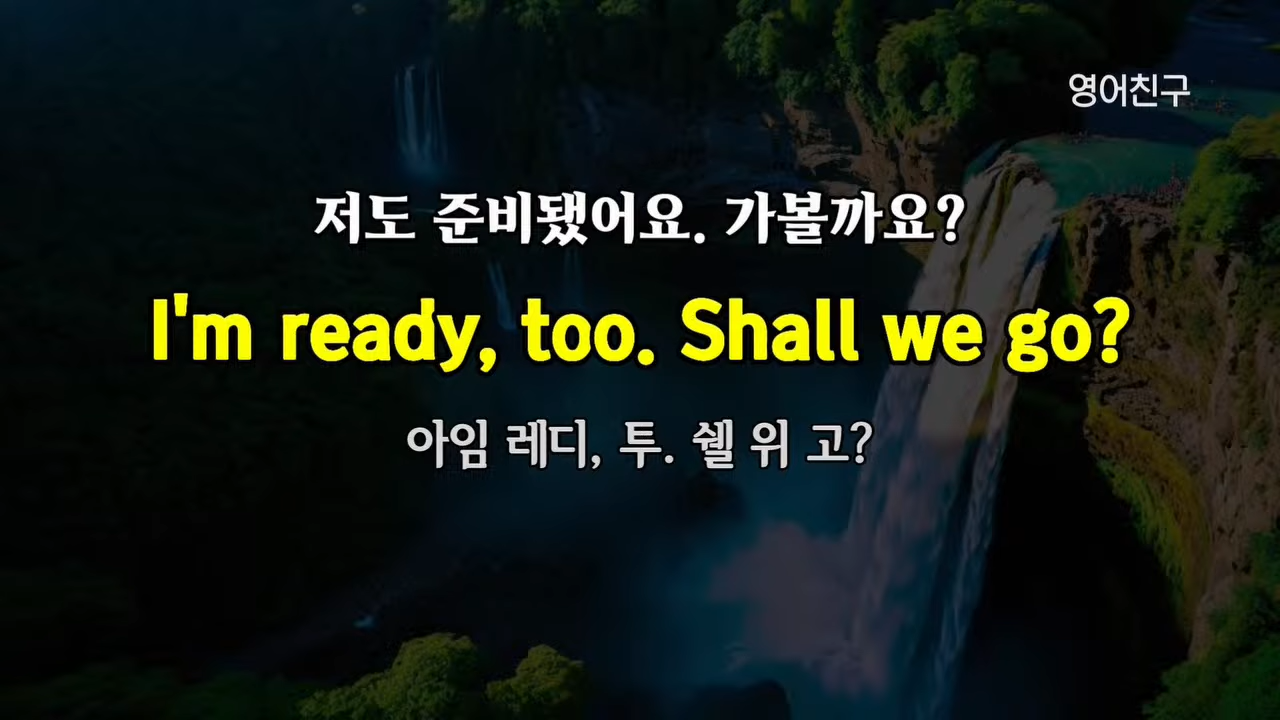 영어친구
저도 준비됐어요. 가볼까요?
I'm ready, too. Shall we go?
아임 레디, 투. 쉘 위 고?